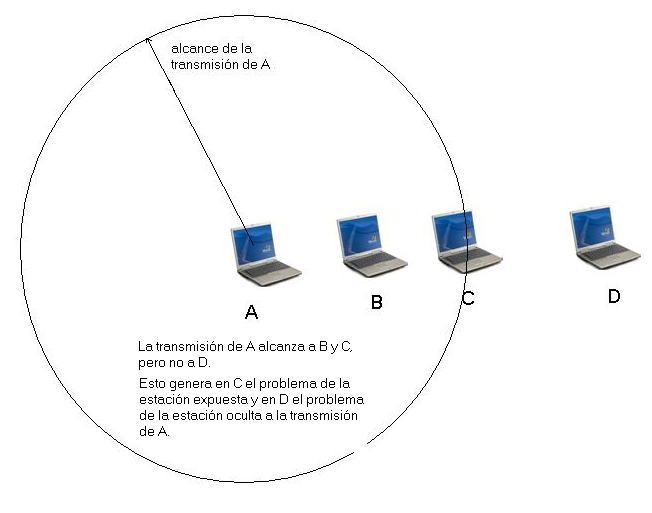 alcance de la
transmisión de A
A
B
C
D
La transmisión de A alcanza a B y C,
pero no a D.
Esto genera en C el problema de la
estación expuesta y en D el problema
de la estación oculta a la transmisión
de A.